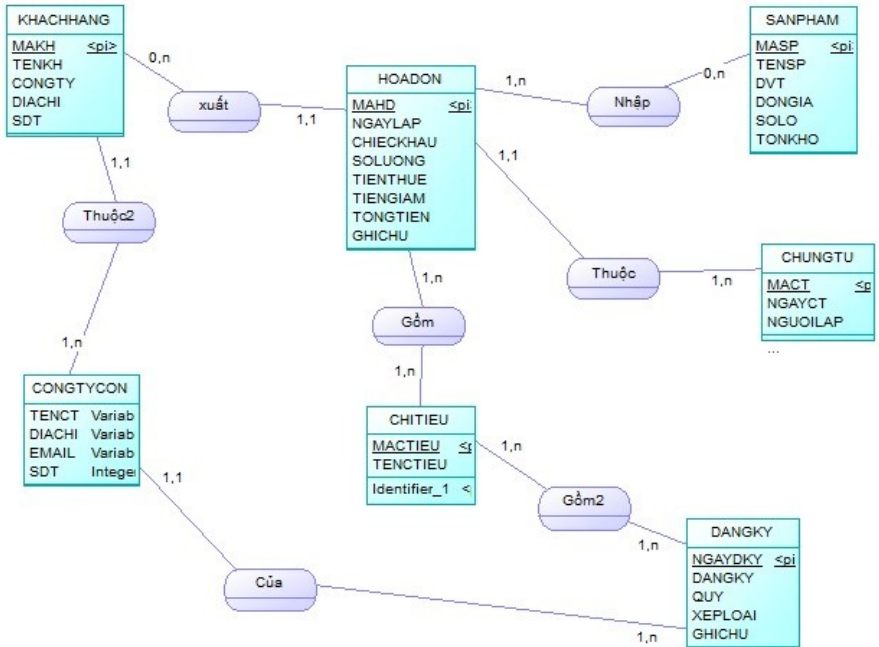 KHACHHANG
MAKH <pi>
TENKH
CONGTY
DIACHI
SDT
0,n
xuất
1,1
HOADON
MAHD <pi
NGAYLAP
CHIECKHAU
SOLUONG
TIENTHUE
TIENGIAM
TONGTIEN
GHICHU
1,n
Nhập
0,n
SANPHAM
MASP <pi
TENSP
DVT
DONGIA
SOLO
TONKHO
1,1
Thuộc2
1,n
1,1
Thuộc
1,n
CHUNGTU
MACT <p
NGAYCT
NGUOILAP
...
1,n
Gồm
1,n
CONGTYCON
TENCT Variab
DIACHI Variab
EMAIL Variab
SDT Intege
CHITIEU
MACTIEU <p
TENCTIEU
Identifier_1 <
1,n
Gồm2
1,n
DANGKY
NGAYDKY <pi
DANGKY
QUY
XEPLOAI
GHICHU
1,1
Của
1,n